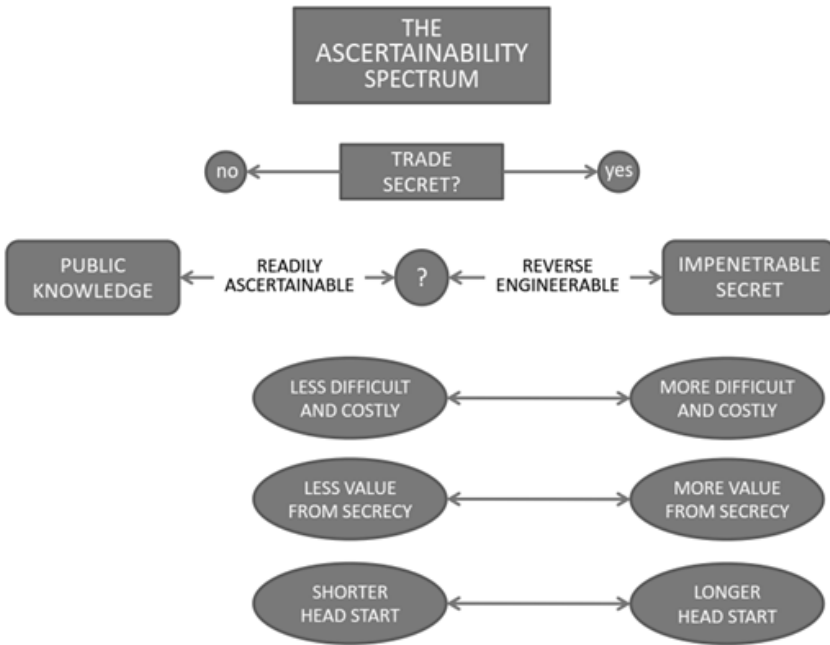 THE
ASCERTAINABILITY
SPECTRUM
no
TRADE
SECRET?
yes
PUBLIC
KNOWLEDGE
READILY
ASCERTAINABLE
?
REVERSE
ENGINEERABLE
IMPENETRABLE
SECRET
LESS DIFFICULT
AND COSTLY
MORE DIFFICULT
AND COSTLY
LESS VALUE
FROM SECRECY
MORE VALUE
FROM SECRECY
SHORTER
HEAD START
LONGER
HEAD START